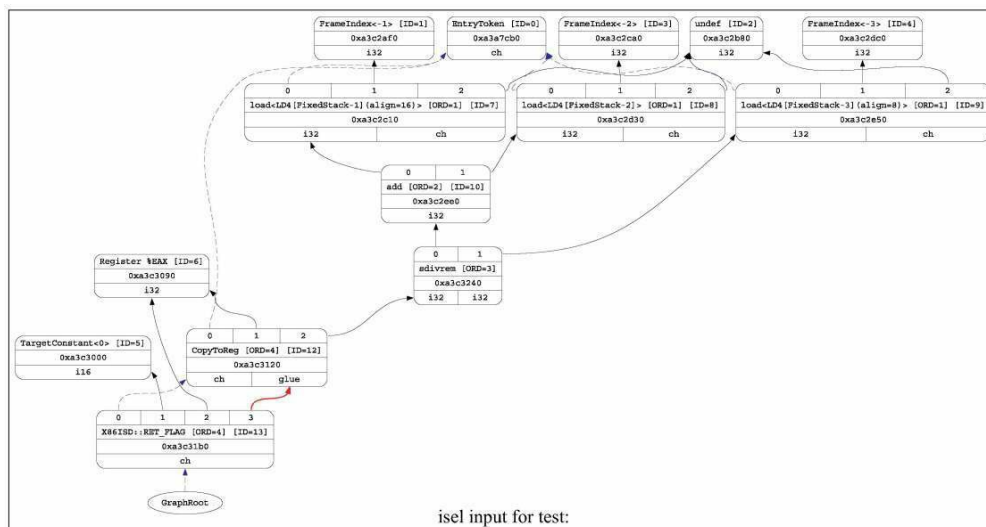 FrameIndex<-1> [ID=1]
0xa3c2af0
i32
EntryToken [ID=0]
0xa3a7cb0
ch
FrameIndex<-2> [ID=3]
0xa3c2ca0
i32
undef [ID=2]
0xa3c2b80
i32
FrameIndex<-3> [ID=4]
0xa3c2dc0
i32
0 1 2
load<LD4[FixedStack-1](align=16)> [ORD=1] [ID=7]
0xa3c2c10
i32 ch
0 1 2
load<LD4[FixedStack-2]> [ORD=1] [ID=8]
0xa3c2d30
i32 ch
0 1 2
load<LD4[FixedStack-3](align=8)> [ORD=1] [ID=9]
0xa3c2e50
i32 ch
0 1
add [ORD=2] [ID=10]
0xa3c2ee0
i32
0 1
sdivrem [ORD=3]
0xa3c3240
i32 i32
Register %EAX [ID=6]
0xa3c3090
i32
0 1 2
CopyToReg [ORD=4] [ID=12]
0xa3c3120
ch glue
TargetConstant<0> [ID=5]
0xa3c3000
i16
0 1 2 3
X86ISD::RET_FLAG [ORD=4] [ID=13]
0xa3c31b0
ch
GraphRoot
isel input for test: